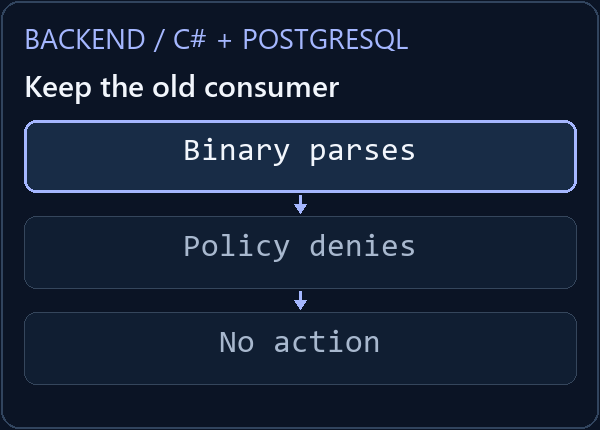 BACKEND / C# + POSTGRESQL
Keep the old consumer
Binary parses
Policy denies
No action